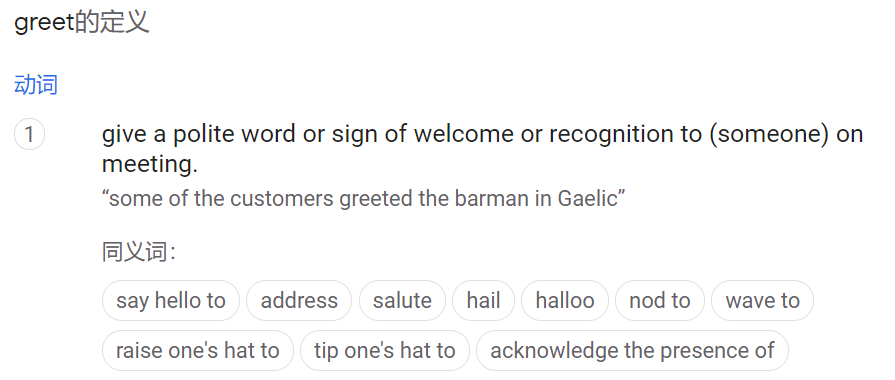 greet的定义
动词
1
give a polite word or sign of welcome or recognition to (someone) on
meeting.
“some of the customers greeted the barman in Gaelic”
同义词：
say hello to address salute hail halloo nod to wave to
raise one's hat to tip one's hat to acknowledge the presence of